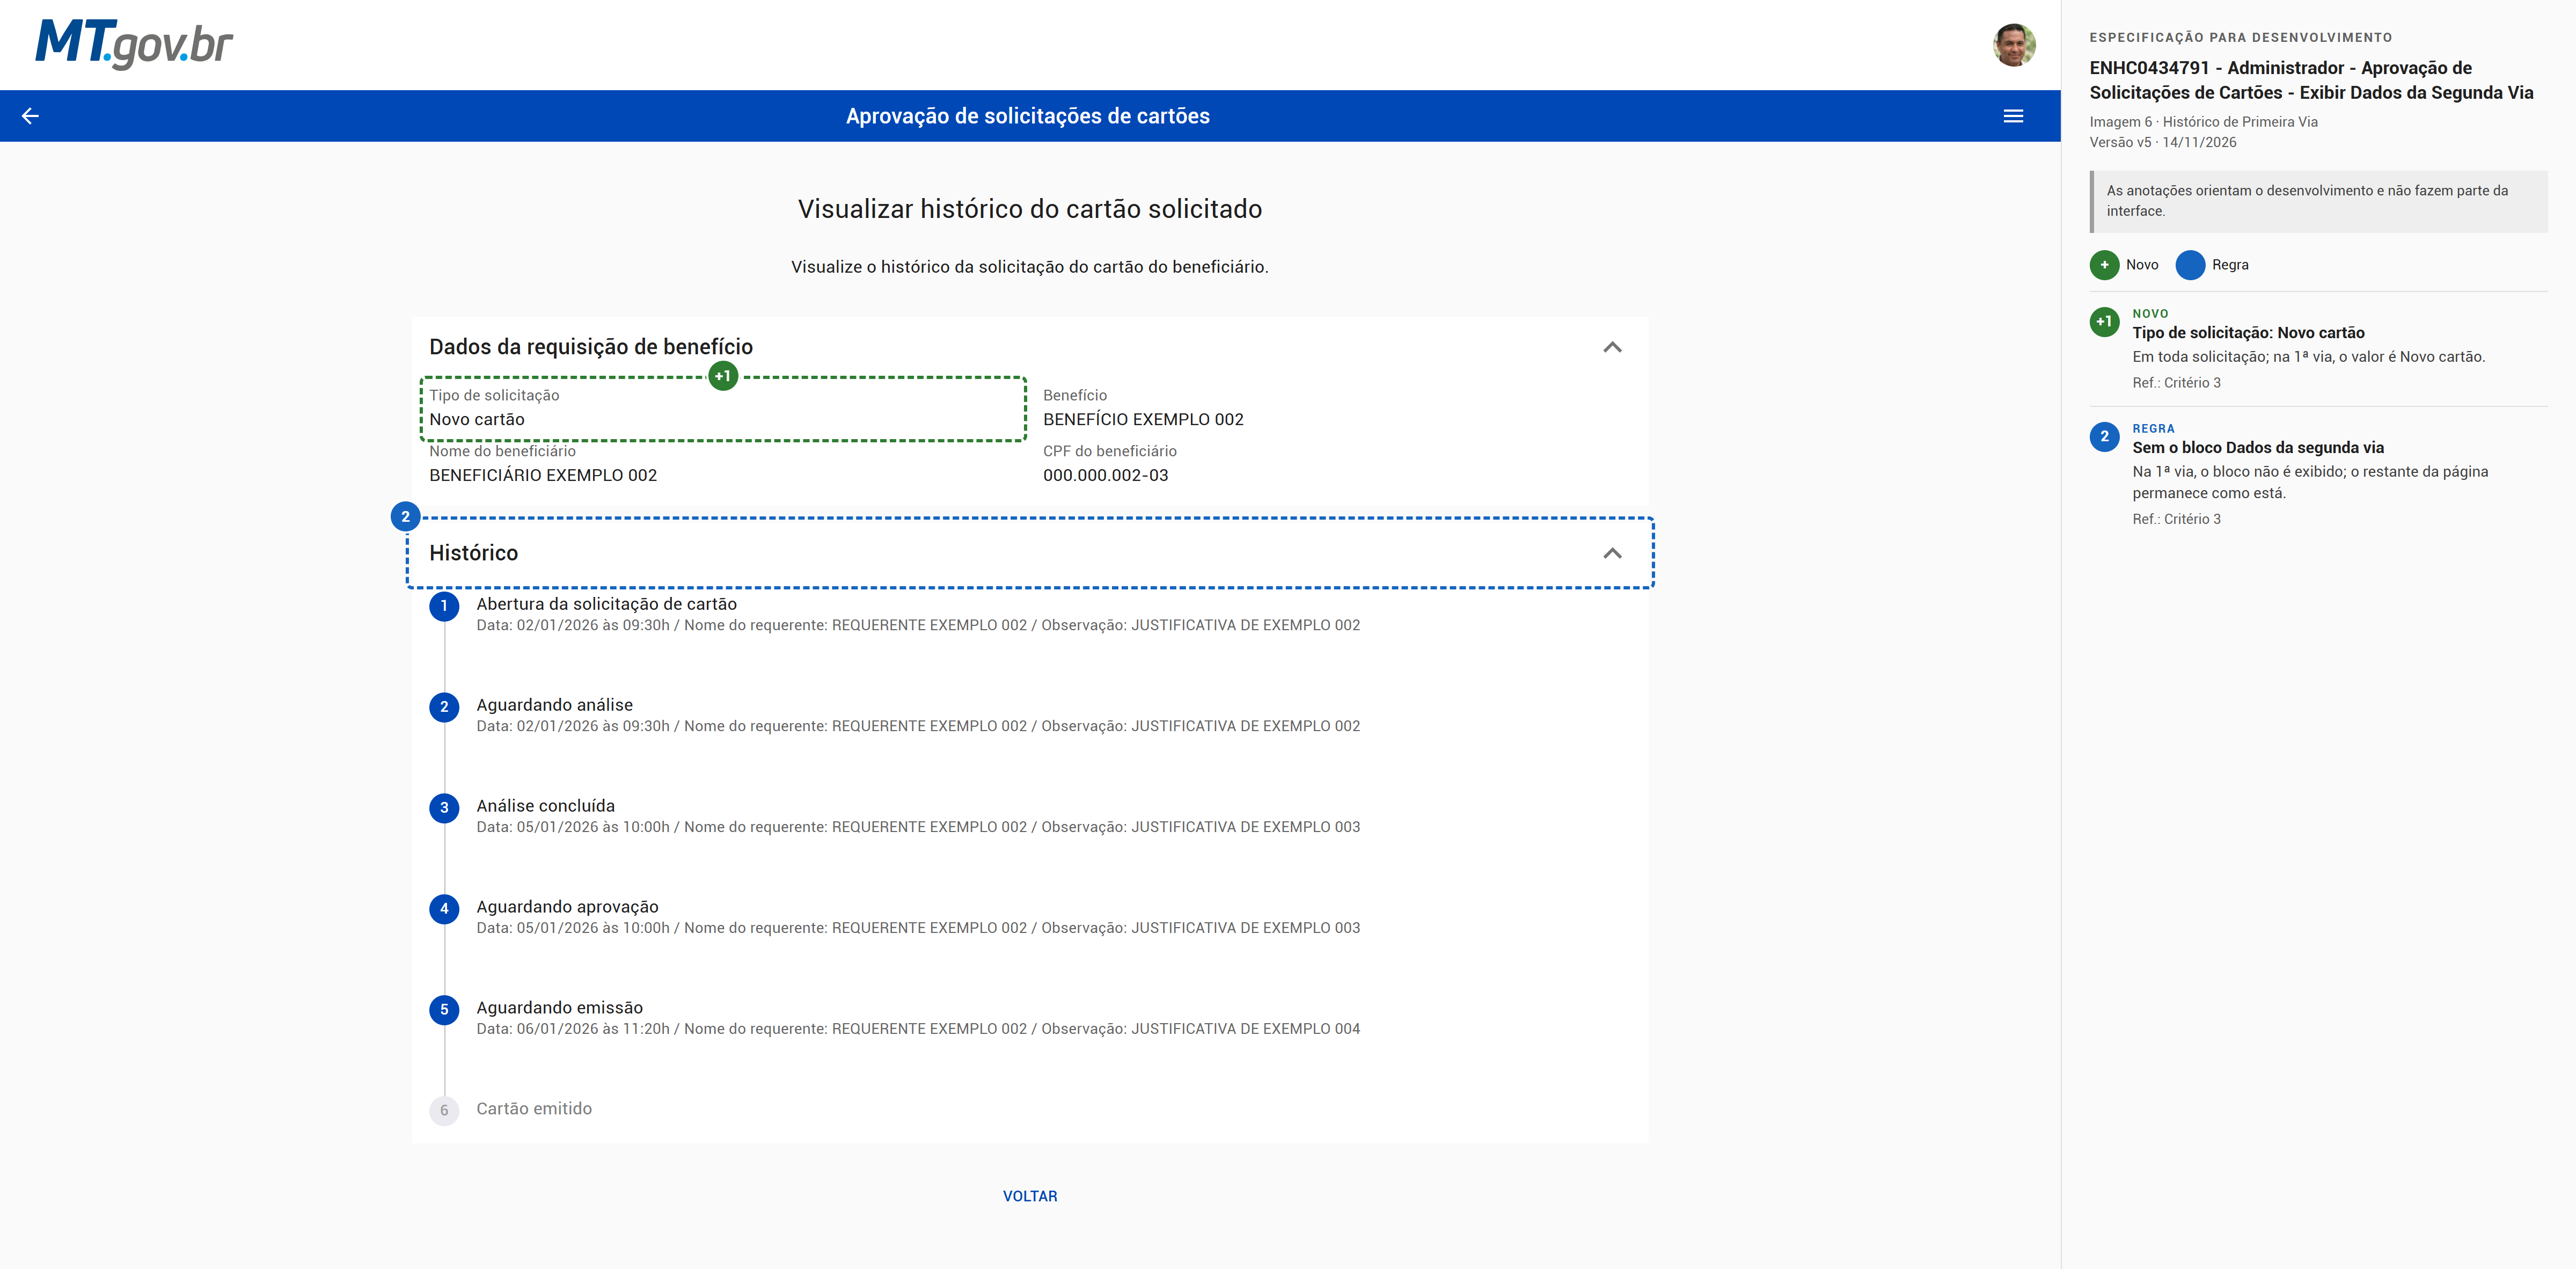 MT.gov.br
Aprovação de solicitações de cartões
Visualizar histórico do cartão solicitado
Visualize o histórico da solicitação do cartão do beneficiário.
Dados da requisição de benefício
+1
Tipo de solicitação
Novo cartão
Benefício
BENEFÍCIO EXEMPLO 002
Nome do beneficiário
BENEFICIÁRIO EXEMPLO 002
CPF do beneficiário
000.000.002-03
2
Histórico
1
Abertura da solicitação de cartão
Data: 02/01/2026 às 09:30h / Nome do requerente: REQUERENTE EXEMPLO 002 / Observação: JUSTIFICATIVA DE EXEMPLO 002
2
Aguardando análise
Data: 02/01/2026 às 09:30h / Nome do requerente: REQUERENTE EXEMPLO 002 / Observação: JUSTIFICATIVA DE EXEMPLO 002
3
Análise concluída
Data: 05/01/2026 às 10:00h / Nome do requerente: REQUERENTE EXEMPLO 002 / Observação: JUSTIFICATIVA DE EXEMPLO 003
4
Aguardando aprovação
Data: 05/01/2026 às 10:00h / Nome do requerente: REQUERENTE EXEMPLO 002 / Observação: JUSTIFICATIVA DE EXEMPLO 003
5
Aguardando emissão
Data: 06/01/2026 às 11:20h / Nome do requerente: REQUERENTE EXEMPLO 002 / Observação: JUSTIFICATIVA DE EXEMPLO 004
6
Cartão emitido
VOLTAR
ESPECIFICAÇÃO PARA DESENVOLVIMENTO
ENHC0434791 - Administrador - Aprovação de
Solicitações de Cartões - Exibir Dados da Segunda Via
Imagem 6 · Histórico de Primeira Via
Versão v5 · 14/11/2026
As anotações orientam o desenvolvimento e não fazem parte da
interface.
+ Novo
Regra
+1
NOVO
Tipo de solicitação: Novo cartão
Em toda solicitação; na 1ª via, o valor é Novo cartão.
Ref.: Critério 3
2
REGRA
Sem o bloco Dados da segunda via
Na 1ª via, o bloco não é exibido; o restante da página
permanece como está.
Ref.: Critério 3